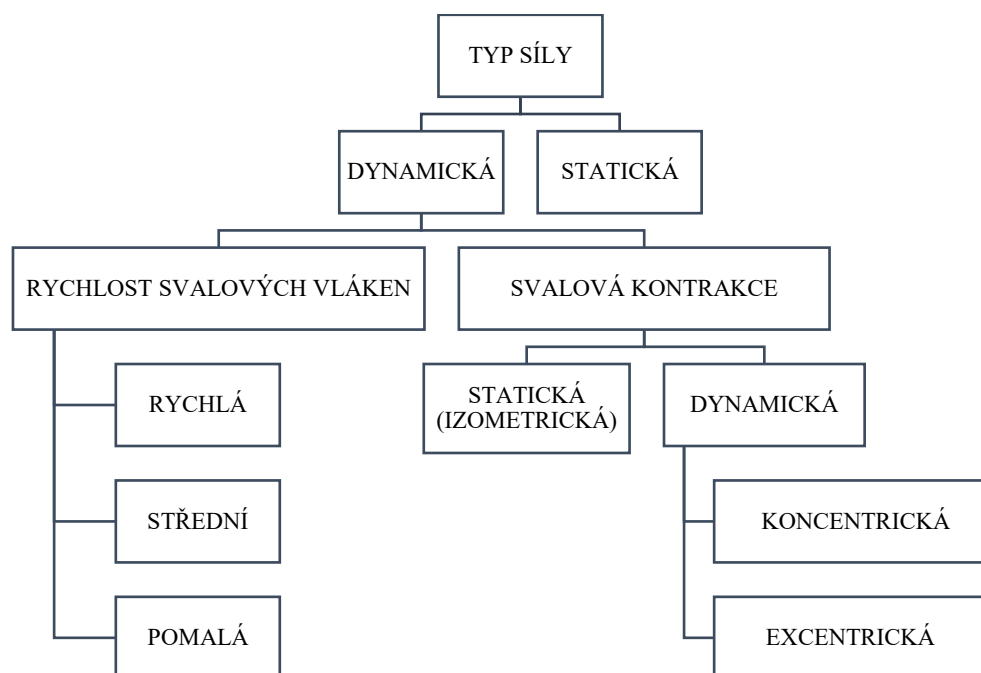 TYP SÍLY
DYNAMICKÁ
STATICKÁ
RYCHLOST SVALOVÝCH VLÁKEN
SVALOVÁ KONTRAKCE
RYCHLÁ
STŘEDNÍ
POMALÁ
STATICKÁ
(IZOMETRICKÁ)
DYNAMICKÁ
KONCENTRICKÁ
EXCENTRICKÁ